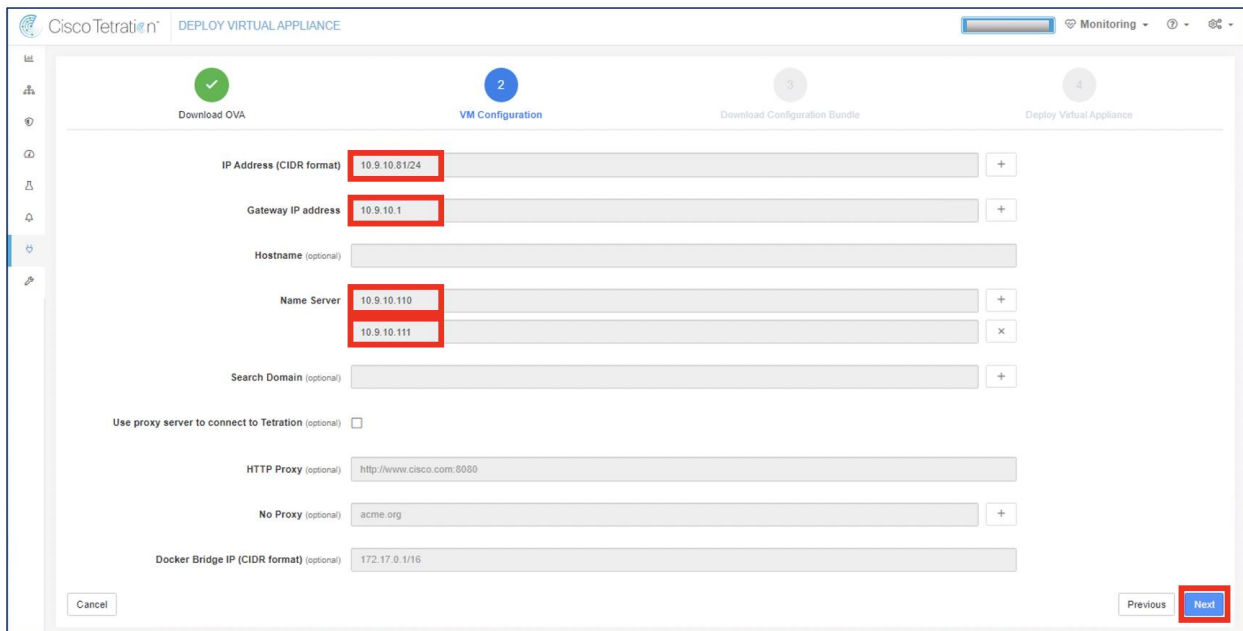 Cisco Tetration™ DEPLOY VIRTUAL APPLIANCE Monitoring
2 3 4
Download OVA VM Configuration Download Configuration Bundle Deploy Virtual Appliance
IP Address (CIDR format) 10.9.10.81/24 +
Gateway IP address 10.9.10.1 +
Hostname (optional)
Name Server 10.9.10.110 +
10.9.10.111 ×
Search Domain (optional) +
Use proxy server to connect to Tetration (optional)
HTTP Proxy (optional) http://www.cisco.com:8080
No Proxy (optional) acme.org +
Docker Bridge IP (CIDR format) (optional) 172.17.0.1/16
Cancel Previous Next